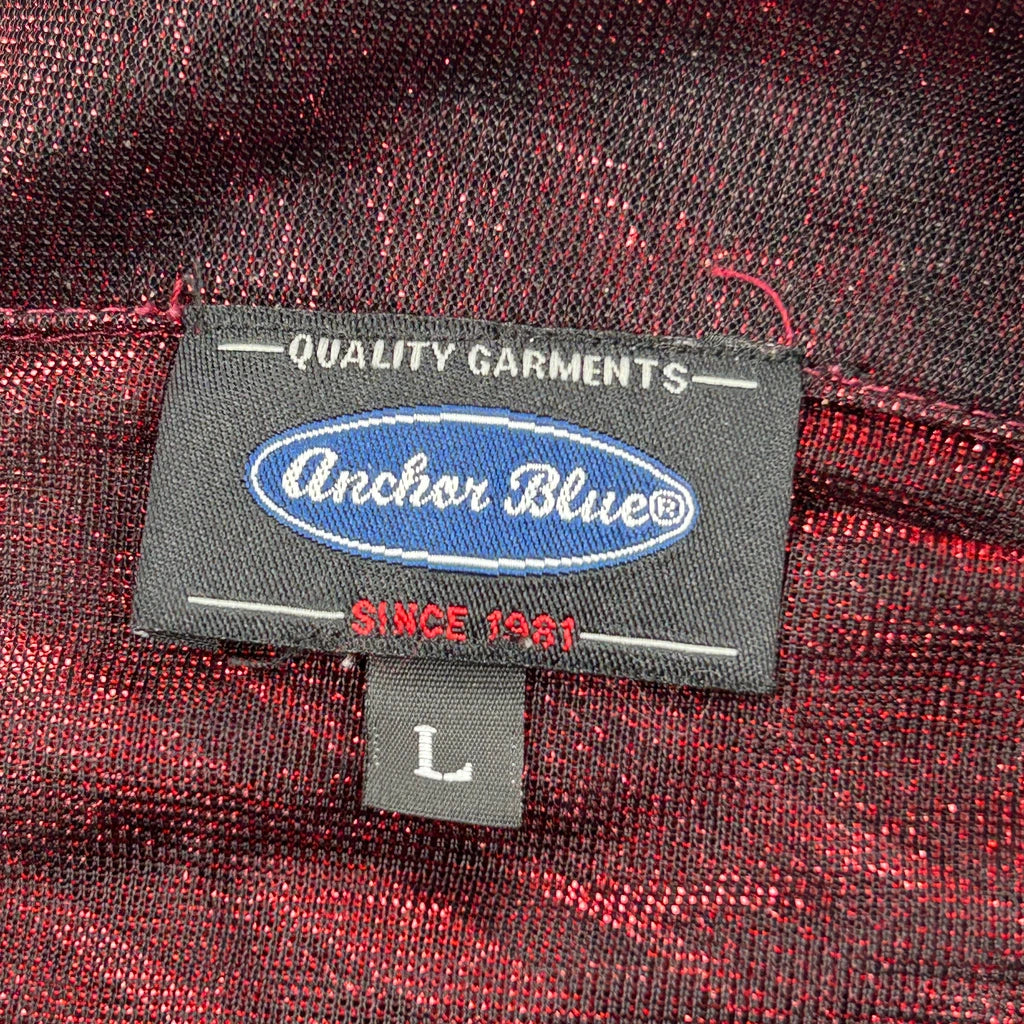 QUALITY GARMENTS
Anchor Blue®
SINCE 1981
L